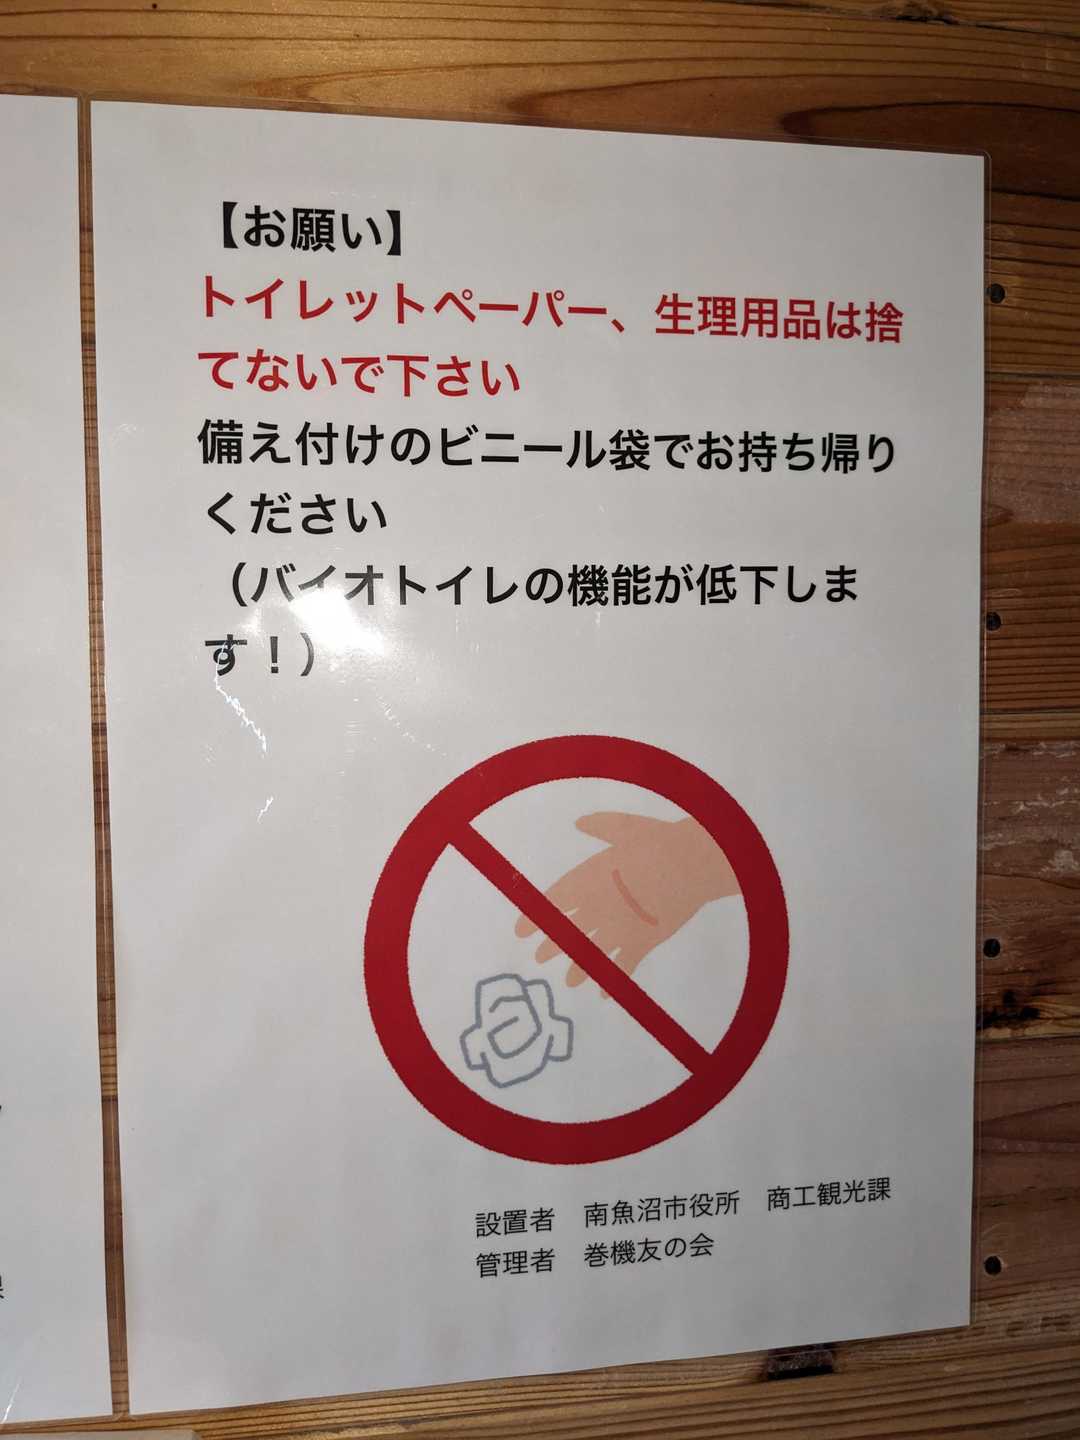 【お願い】
トイレットペーパー、生理用品は捨
てないで下さい
備え付けのビニール袋でお持ち帰り
ください
（バイオトイレの機能が低下しま
す！）
設置者　南魚沼市役所　商工観光課
管理者　巻機友の会